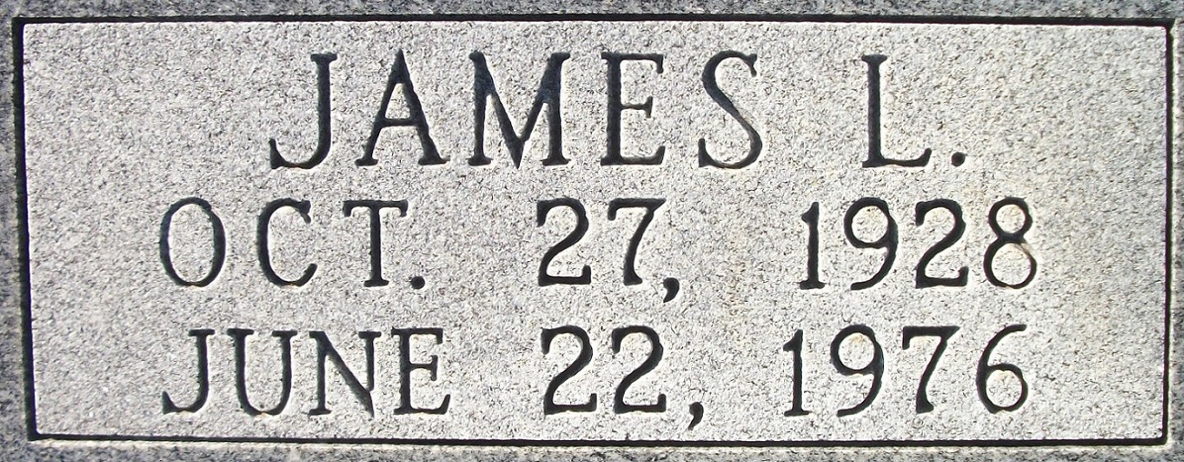 JAMES L.
OCT. 27, 1928
JUNE 22, 1976